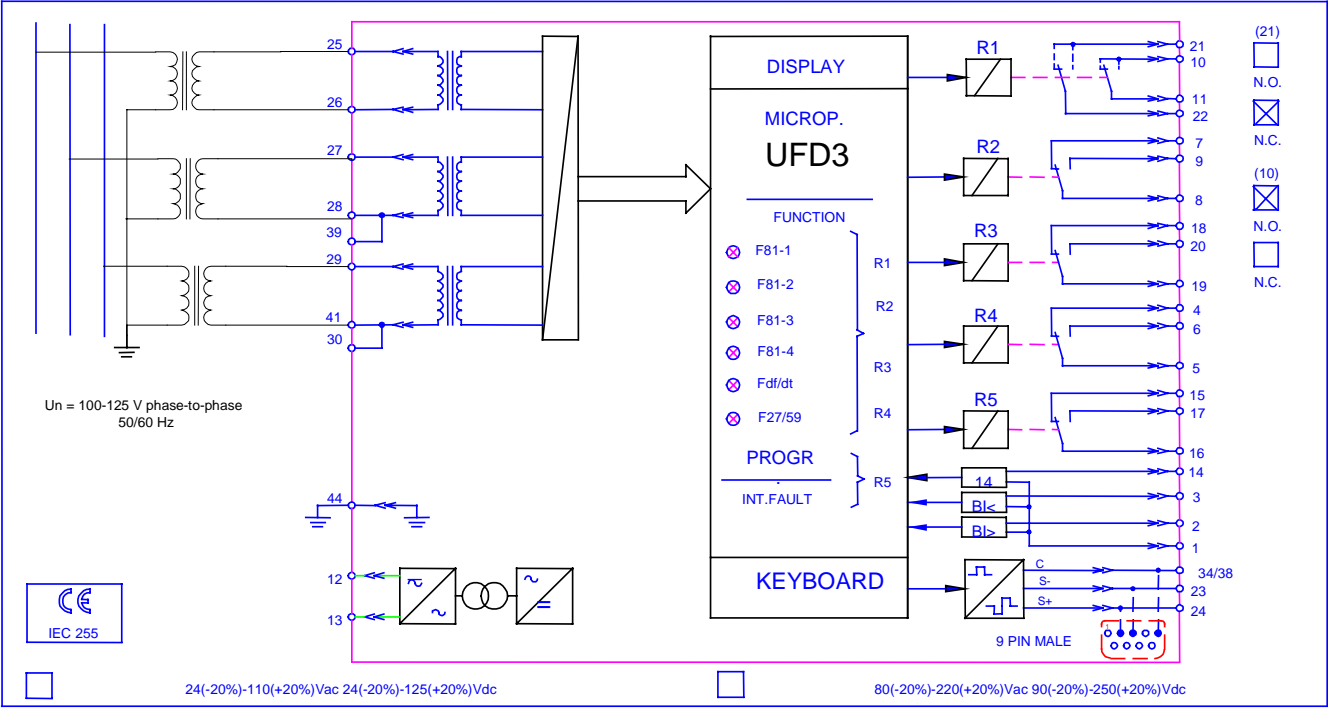 25
26
27
28
39
29
41
30
Un = 100-125 V phase-to-phase
50/60 Hz
44
12
13
CE
IEC 255
DISPLAY
MICROP.
UFD3
FUNCTION
F81-1
F81-2
F81-3
F81-4
Fdf/dt
F27/59
R1
R2
R3
R4
PROGR
INT.FAULT
R5
KEYBOARD
R1
R2
R3
R4
R5
14
BI<
BI>
C
S-
S+
9 PIN MALE
1
21
10
11
22
7
9
8
18
20
19
4
6
5
15
17
16
14
3
2
1
34/38
23
24
(21)
N.O.
N.C.
(10)
N.O.
N.C.
24(-20%)-110(+20%)Vac 24(-20%)-125(+20%)Vdc
80(-20%)-220(+20%)Vac 90(-20%)-250(+20%)Vdc